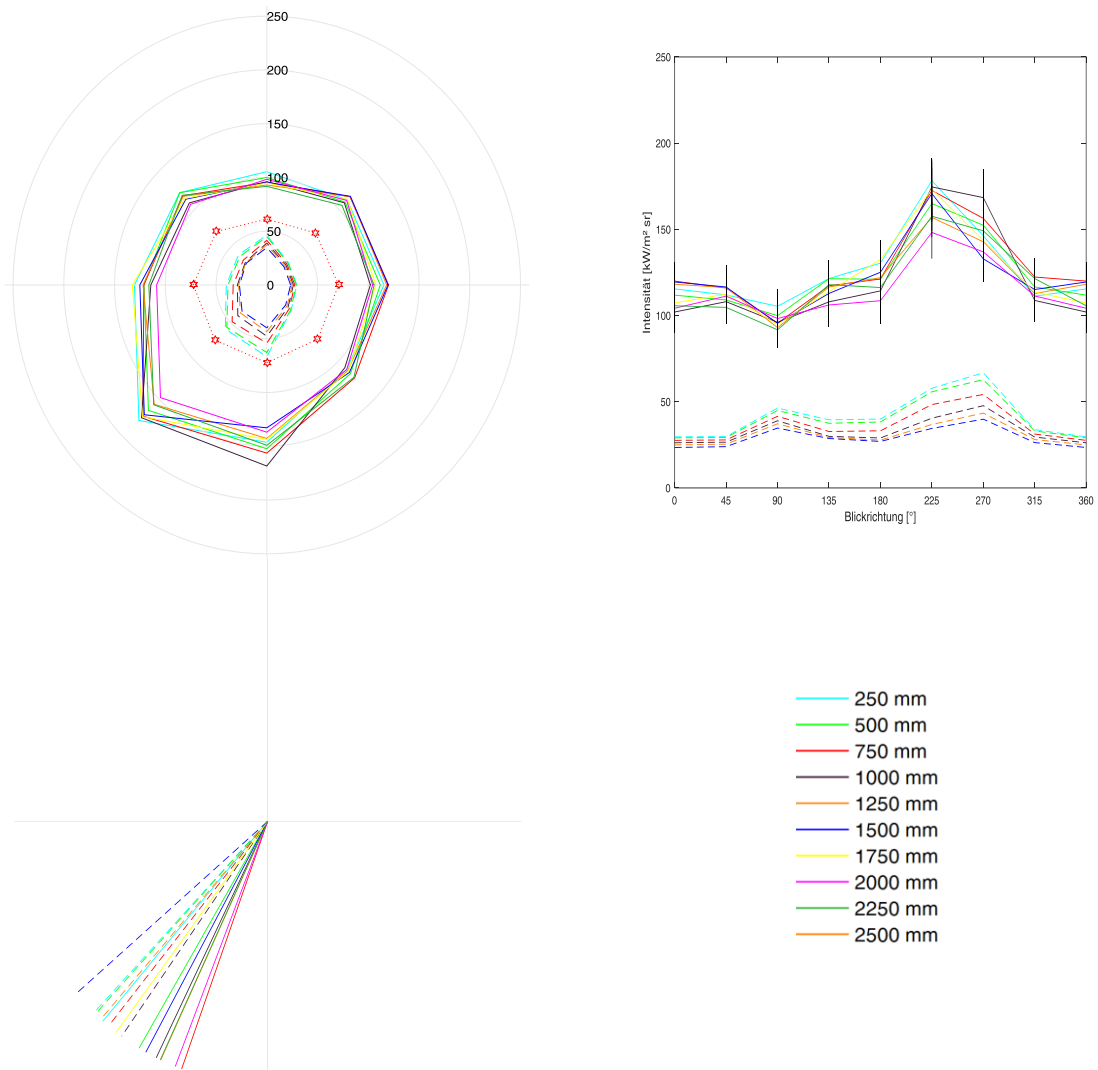 250
200
150
100
50
0
250
200
150
100
50
0
Intensität [kW/m² sr]
0 45 90 135 180 225 270 315 360
Blickrichtung [°]
250 mm
500 mm
750 mm
1000 mm
1250 mm
1500 mm
1750 mm
2000 mm
2250 mm
2500 mm